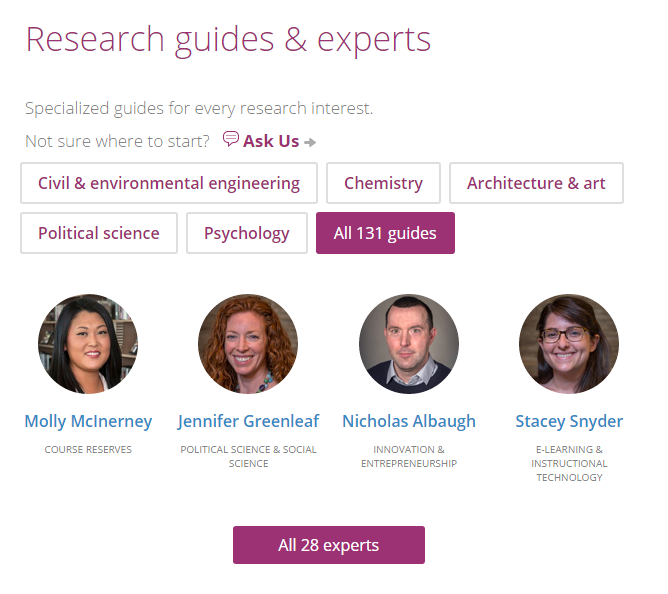 Research guides & experts
Specialized guides for every research interest.
Not sure where to start? Ask Us
Civil & environmental engineering
Chemistry
Architecture & art
Political science
Psychology
All 131 guides
Molly McInerney
COURSE RESERVES
Jennifer Greenleaf
POLITICAL SCIENCE & SOCIAL
SCIENCE
Nicholas Albaugh
INNOVATION &
ENTREPRENEURSHIP
Stacey Snyder
E-LEARNING &
INSTRUCTIONAL
TECHNOLOGY
All 28 experts